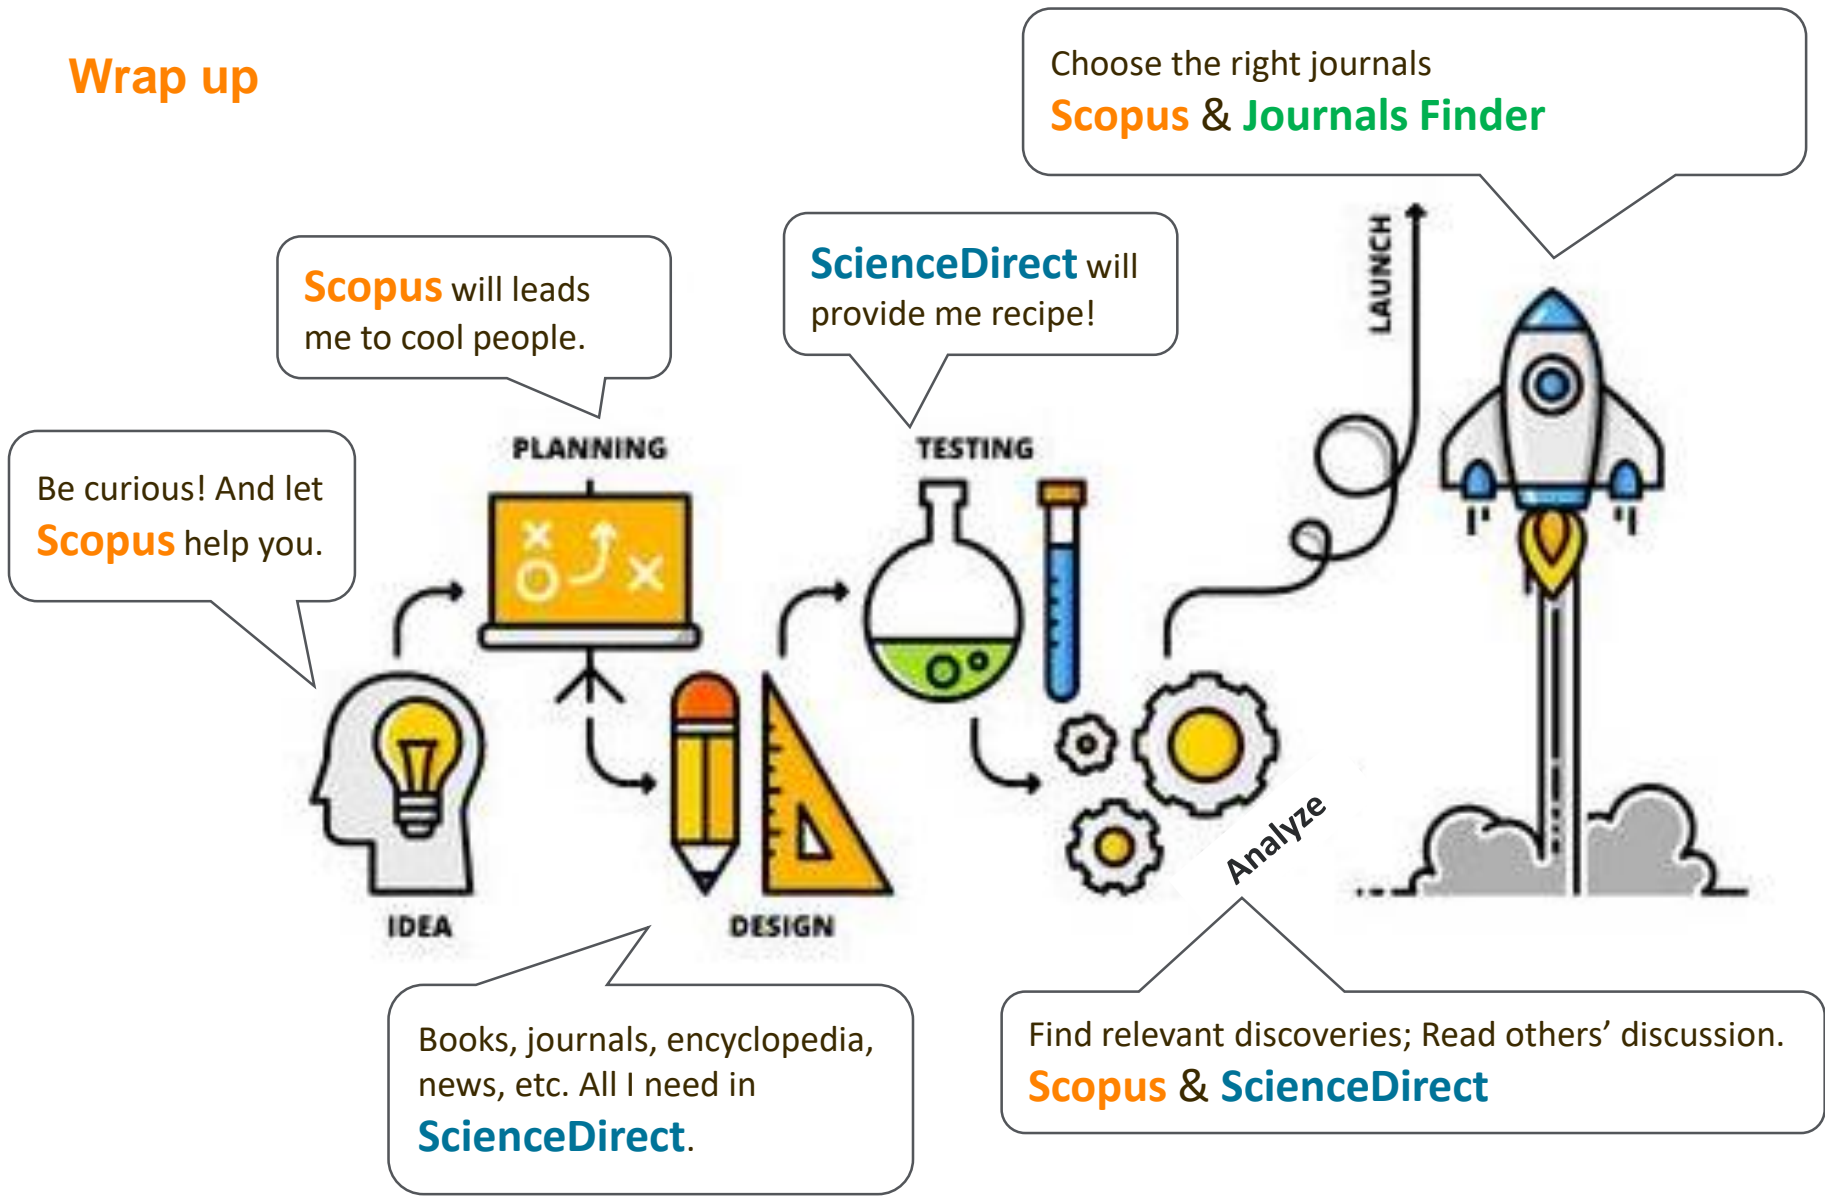 Wrap up
Choose the right journals
Scopus & Journals Finder
Scopus will leads
me to cool people.
ScienceDirect will
provide me recipe!
LAUNCH
Be curious! And let
Scopus help you.
PLANNING
TESTING
Analyze
IDEA
DESIGN
Books, journals, encyclopedia,
news, etc. All I need in
ScienceDirect.
Find relevant discoveries; Read others’ discussion.
Scopus & ScienceDirect